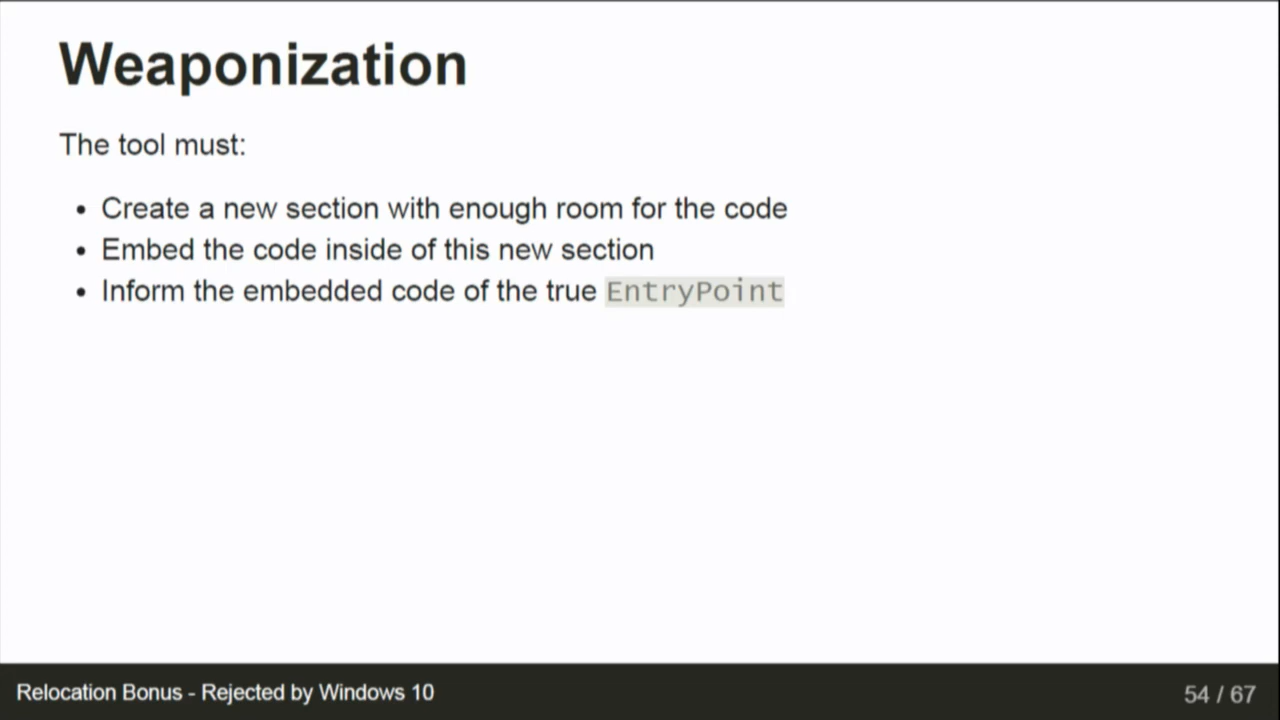 Weaponization
The tool must:
• Create a new section with enough room for the code
• Embed the code inside of this new section
• Inform the embedded code of the true EntryPoint
Relocation Bonus - Rejected by Windows 10
54 / 67